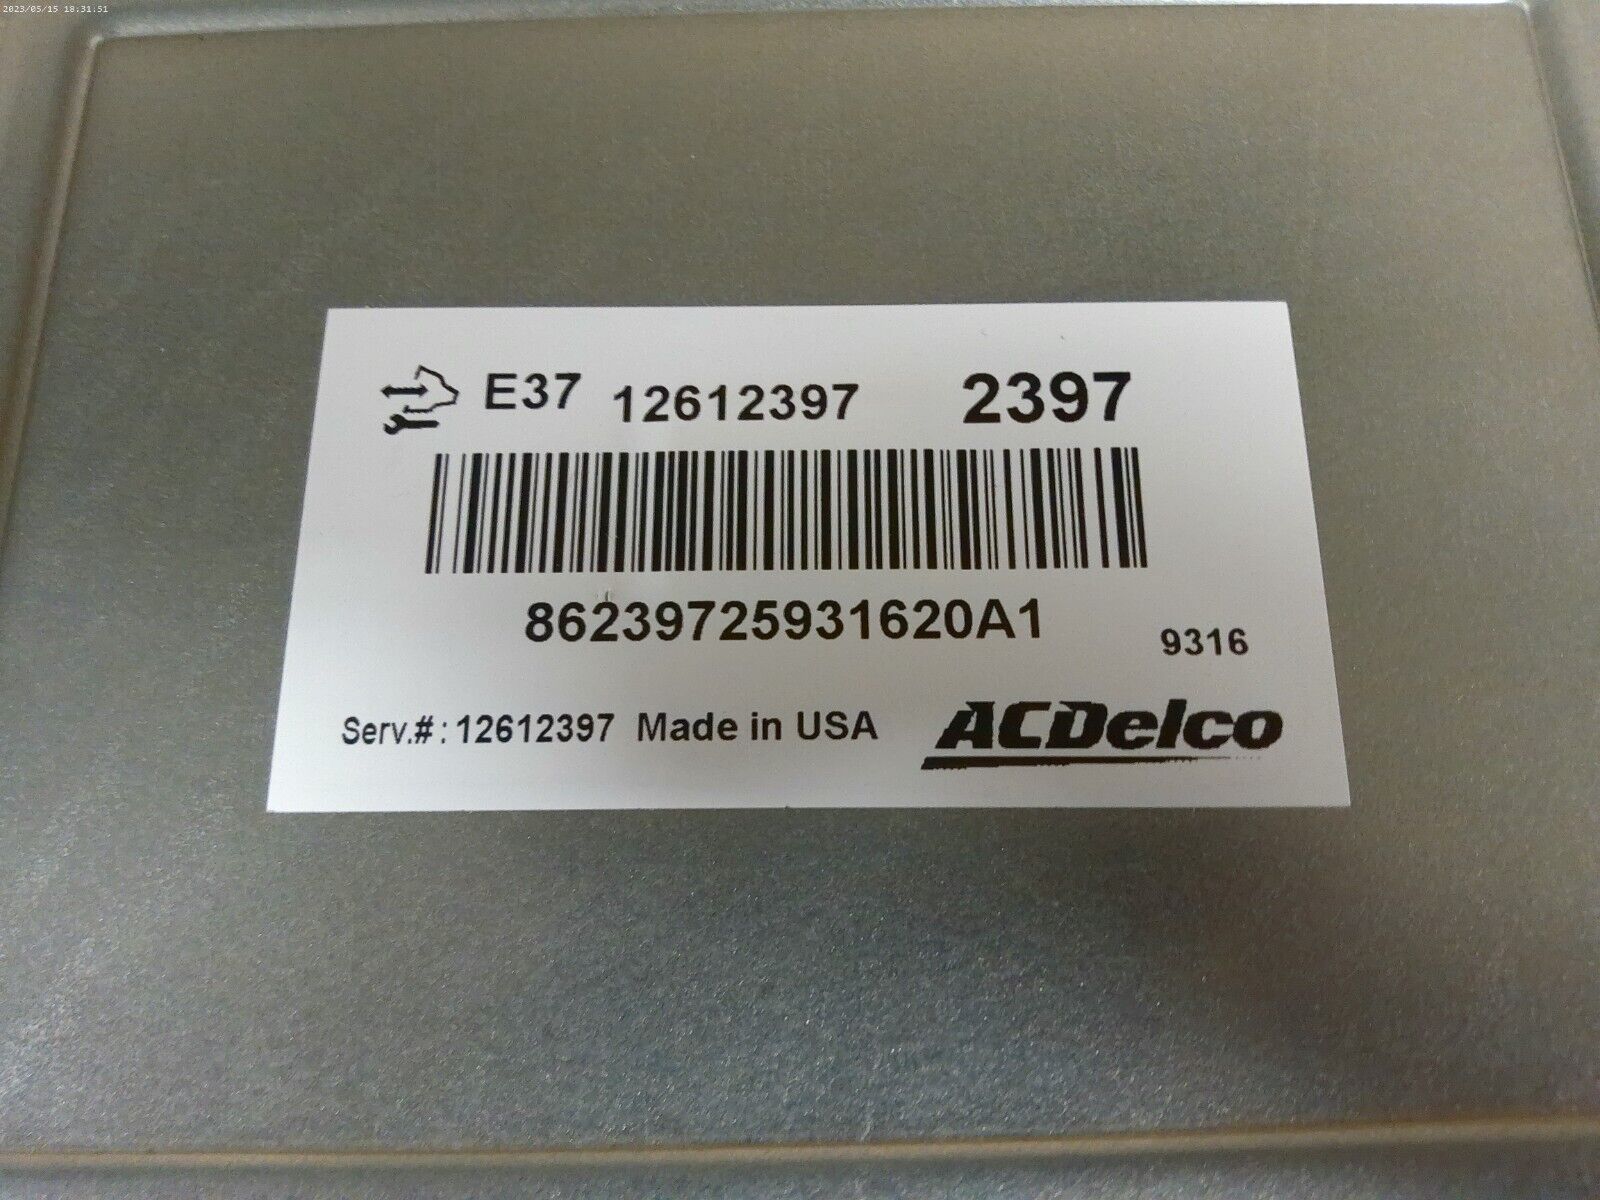 2023/05/15 18:31:51
E37 12612397 2397
86239725931620A1
9316
Serv.#: 12612397 Made in USA ACDelco